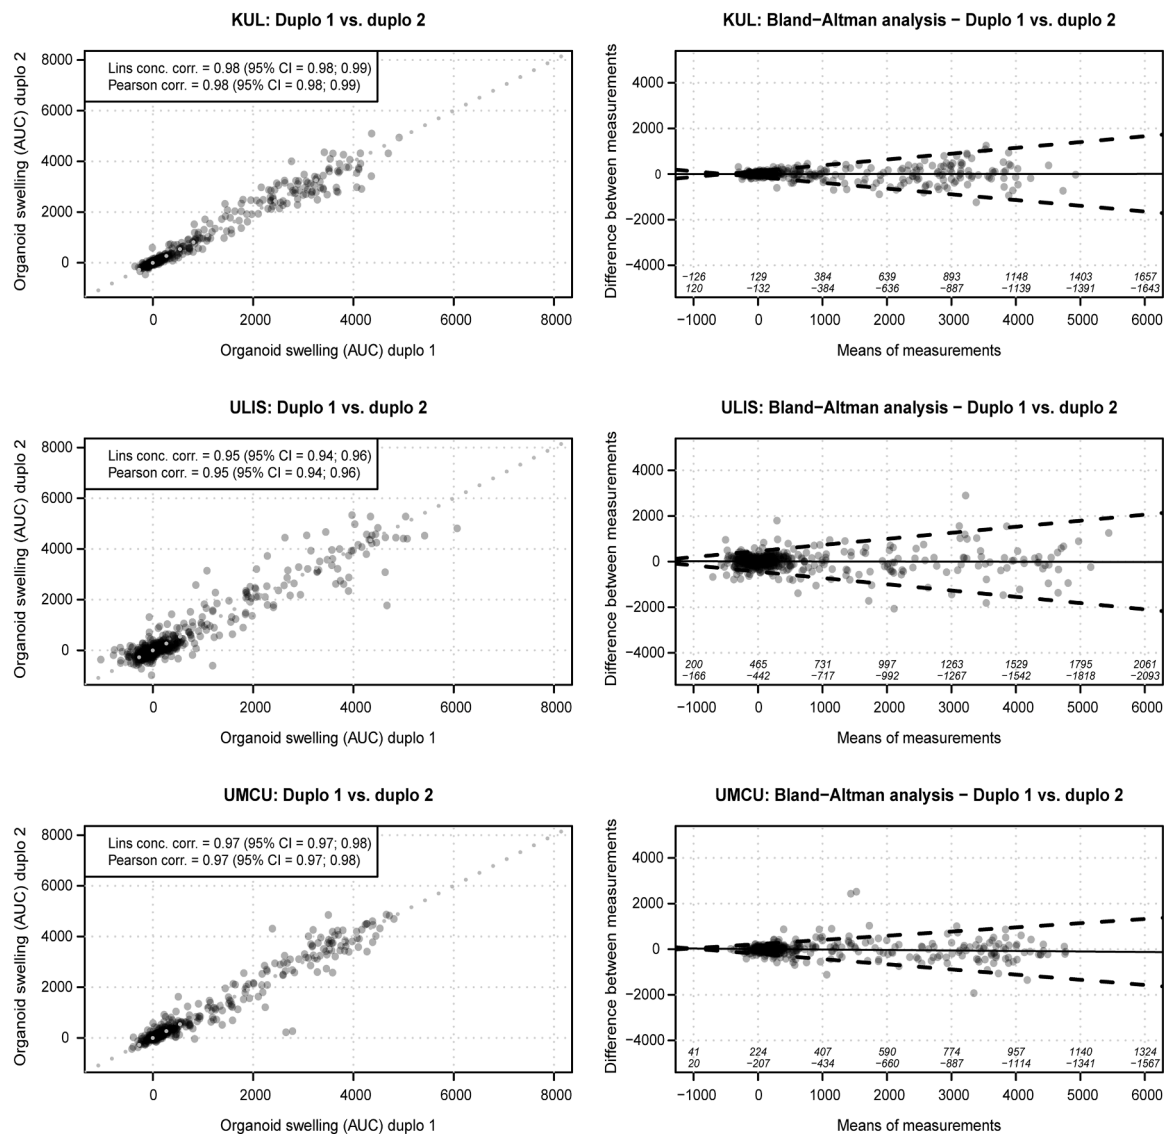 KUL: Duplo 1 vs. duplo 2
Organoid swelling (AUC) duplo 2
8000
6000
4000
2000
0
Lins conc. corr. = 0.98 (95% CI = 0.98; 0.99)
Pearson corr. = 0.98 (95% CI = 0.98; 0.99)
0 2000 4000 6000 8000
Organoid swelling (AUC) duplo 1
KUL: Bland−Altman analysis − Duplo 1 vs. duplo 2
Difference between measurements
4000
2000
0
−2000
−4000
−126 129 384 639 893 1148 1403 1657
120 −132 −384 −636 −887 −1139 −1391 −1643
−1000 0 1000 2000 3000 4000 5000 6000
Means of measurements
ULIS: Duplo 1 vs. duplo 2
Organoid swelling (AUC) duplo 2
8000
6000
4000
2000
0
Lins conc. corr. = 0.95 (95% CI = 0.94; 0.96)
Pearson corr. = 0.95 (95% CI = 0.94; 0.96)
0 2000 4000 6000 8000
Organoid swelling (AUC) duplo 1
ULIS: Bland−Altman analysis − Duplo 1 vs. duplo 2
Difference between measurements
4000
2000
0
−2000
−4000
200 465 731 997 1263 1529 1795 2061
−166 −442 −717 −992 −1267 −1542 −1818 −2093
−1000 0 1000 2000 3000 4000 5000 6000
Means of measurements
UMCU: Duplo 1 vs. duplo 2
Organoid swelling (AUC) duplo 2
8000
6000
4000
2000
0
Lins conc. corr. = 0.97 (95% CI = 0.97; 0.98)
Pearson corr. = 0.97 (95% CI = 0.97; 0.98)
0 2000 4000 6000 8000
Organoid swelling (AUC) duplo 1
UMCU: Bland−Altman analysis − Duplo 1 vs. duplo 2
Difference between measurements
4000
2000
0
−2000
−4000
41 224 407 590 774 957 1140 1324
20 −207 −434 −660 −887 −1114 −1341 −1567
−1000 0 1000 2000 3000 4000 5000 6000
Means of measurements